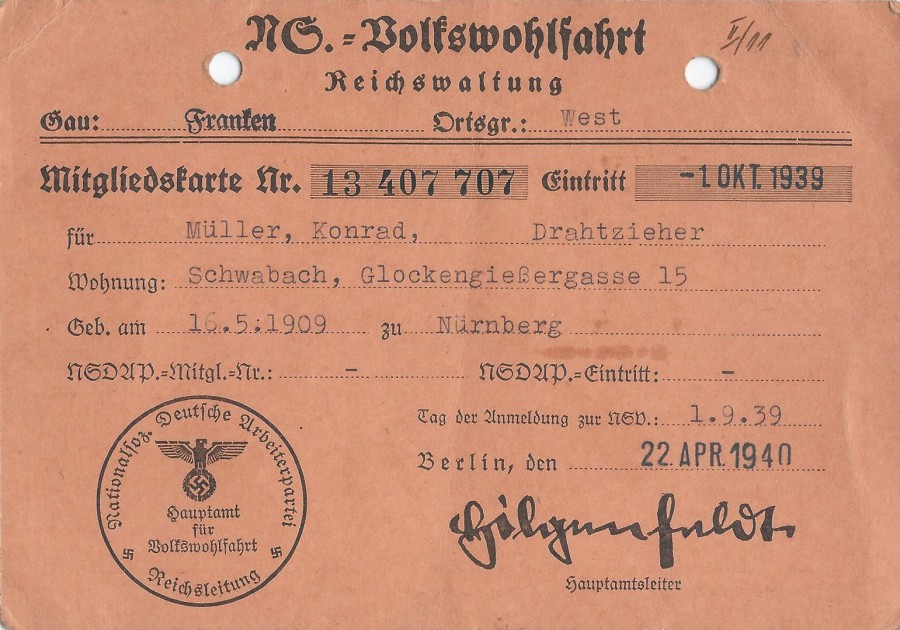 NS.-Volkswohlfahrt
I/11
Reichswaltung
Gau: Franken Ortsgr.: West
Mitgliedskarte Nr. 13 407 707 Eintritt -1. OKT. 1939
für Müller, Konrad, Drahtzieher
Wohnung: Schwabach, Glockengießergasse 15
Geb. am 16.5.1909 zu Nürnberg
NSDAP.-Mitgl.-Nr.: - NSDAP.-Eintritt: -
Tag der Anmeldung zur NSV.: 1.9.39
Berlin, den 22. APR. 1940
Nationalsoz. Deutsche Arbeiterpartei
Hauptamt
für
Volkswohlfahrt
Reichsleitung
Hilgenfeldt.
Hauptamtsleiter